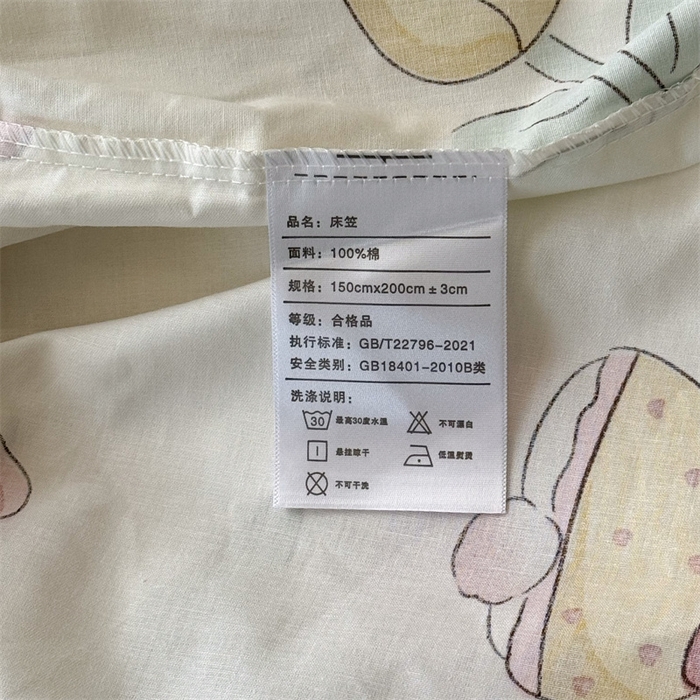 品名：床笠
面料：100%棉
规格：150cmx200cm±3cm
等级：合格品
执行标准：GB/T22796-2021
安全类别：GB18401-2010B类
洗涤说明：
30 最高30度水温 不可漂白
悬挂晾干 低温熨烫
不可干洗